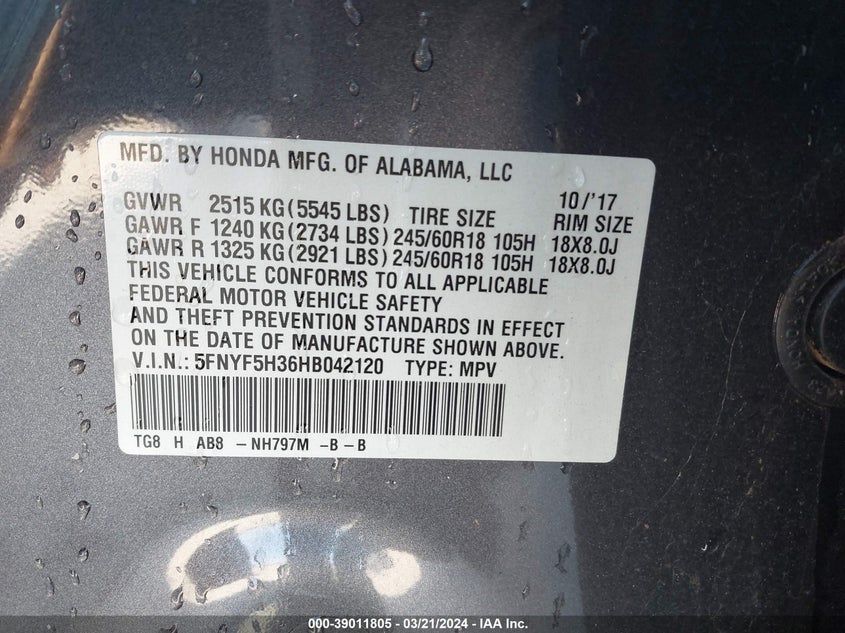 MFD. BY HONDA MFG. OF ALABAMA, LLC
10/'17
GVWR 2515 KG (5545 LBS) TIRE SIZE RIM SIZE
GAWR F 1240 KG (2734 LBS) 245/60R18 105H 18X8.0J
GAWR R 1325 KG (2921 LBS) 245/60R18 105H 18X8.0J
THIS VEHICLE CONFORMS TO ALL APPLICABLE
FEDERAL MOTOR VEHICLE SAFETY
AND THEFT PREVENTION STANDARDS IN EFFECT
ON THE DATE OF MANUFACTURE SHOWN ABOVE.
V.I.N.: 5FNYF5H36HB042120 TYPE: MPV
TG8 H AB8 - NH797M -B - B
000-39011805 / 03/21/2024 - IAA Inc.